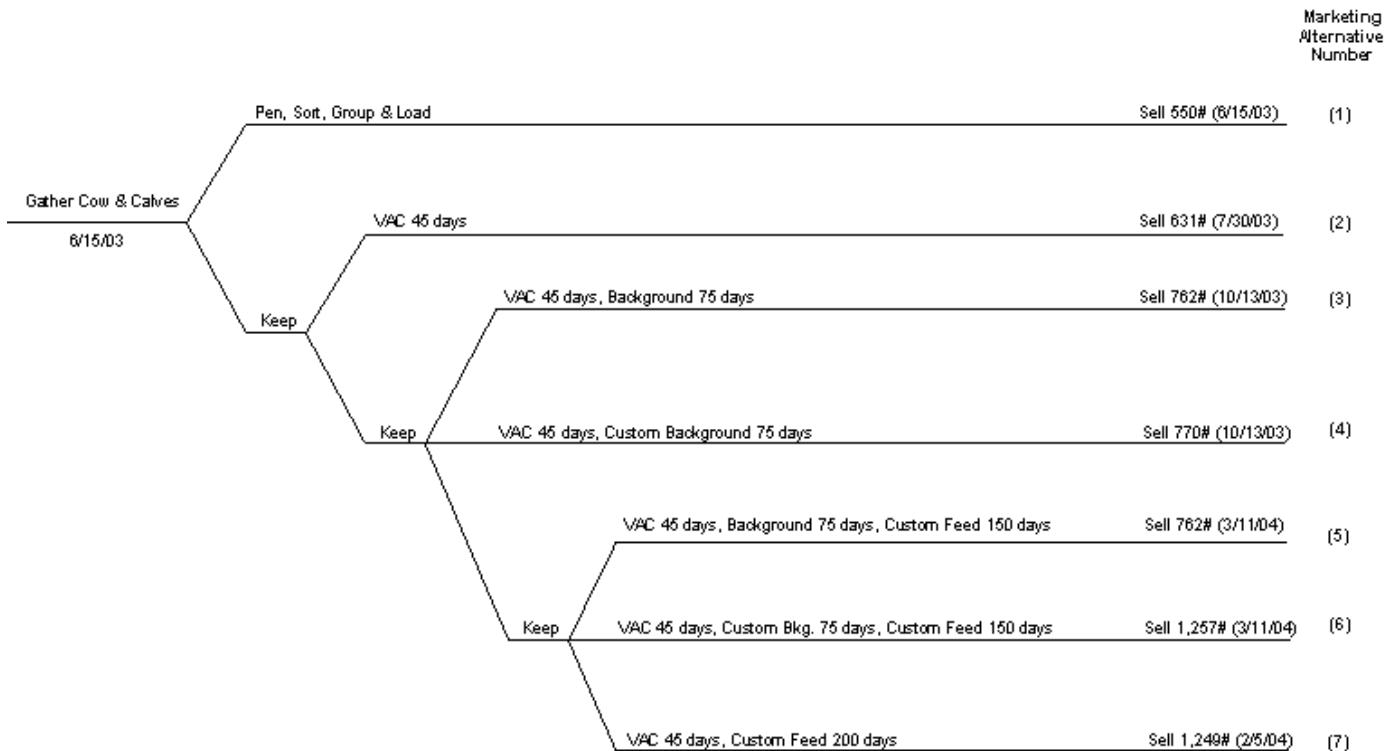 Marketing
Alternative
Number
Pen, Sort, Group & Load Sell 550# (6/15/03) (1)
Gather Cow & Calves
6/15/03
VAC 45 days Sell 631# (7/30/03) (2)
Keep
VAC 45 days, Background 75 days Sell 762# (10/13/03) (3)
Keep
VAC 45 days, Custom Background 75 days Sell 770# (10/13/03) (4)
VAC 45 days, Background 75 days, Custom Feed 150 days Sell 762# (3/11/04) (5)
Keep
VAC 45 days, Custom Bkg. 75 days, Custom Feed 150 days Sell 1,257# (3/11/04) (6)
VAC 45 days, Custom Feed 200 days Sell 1,249# (2/5/04) (7)